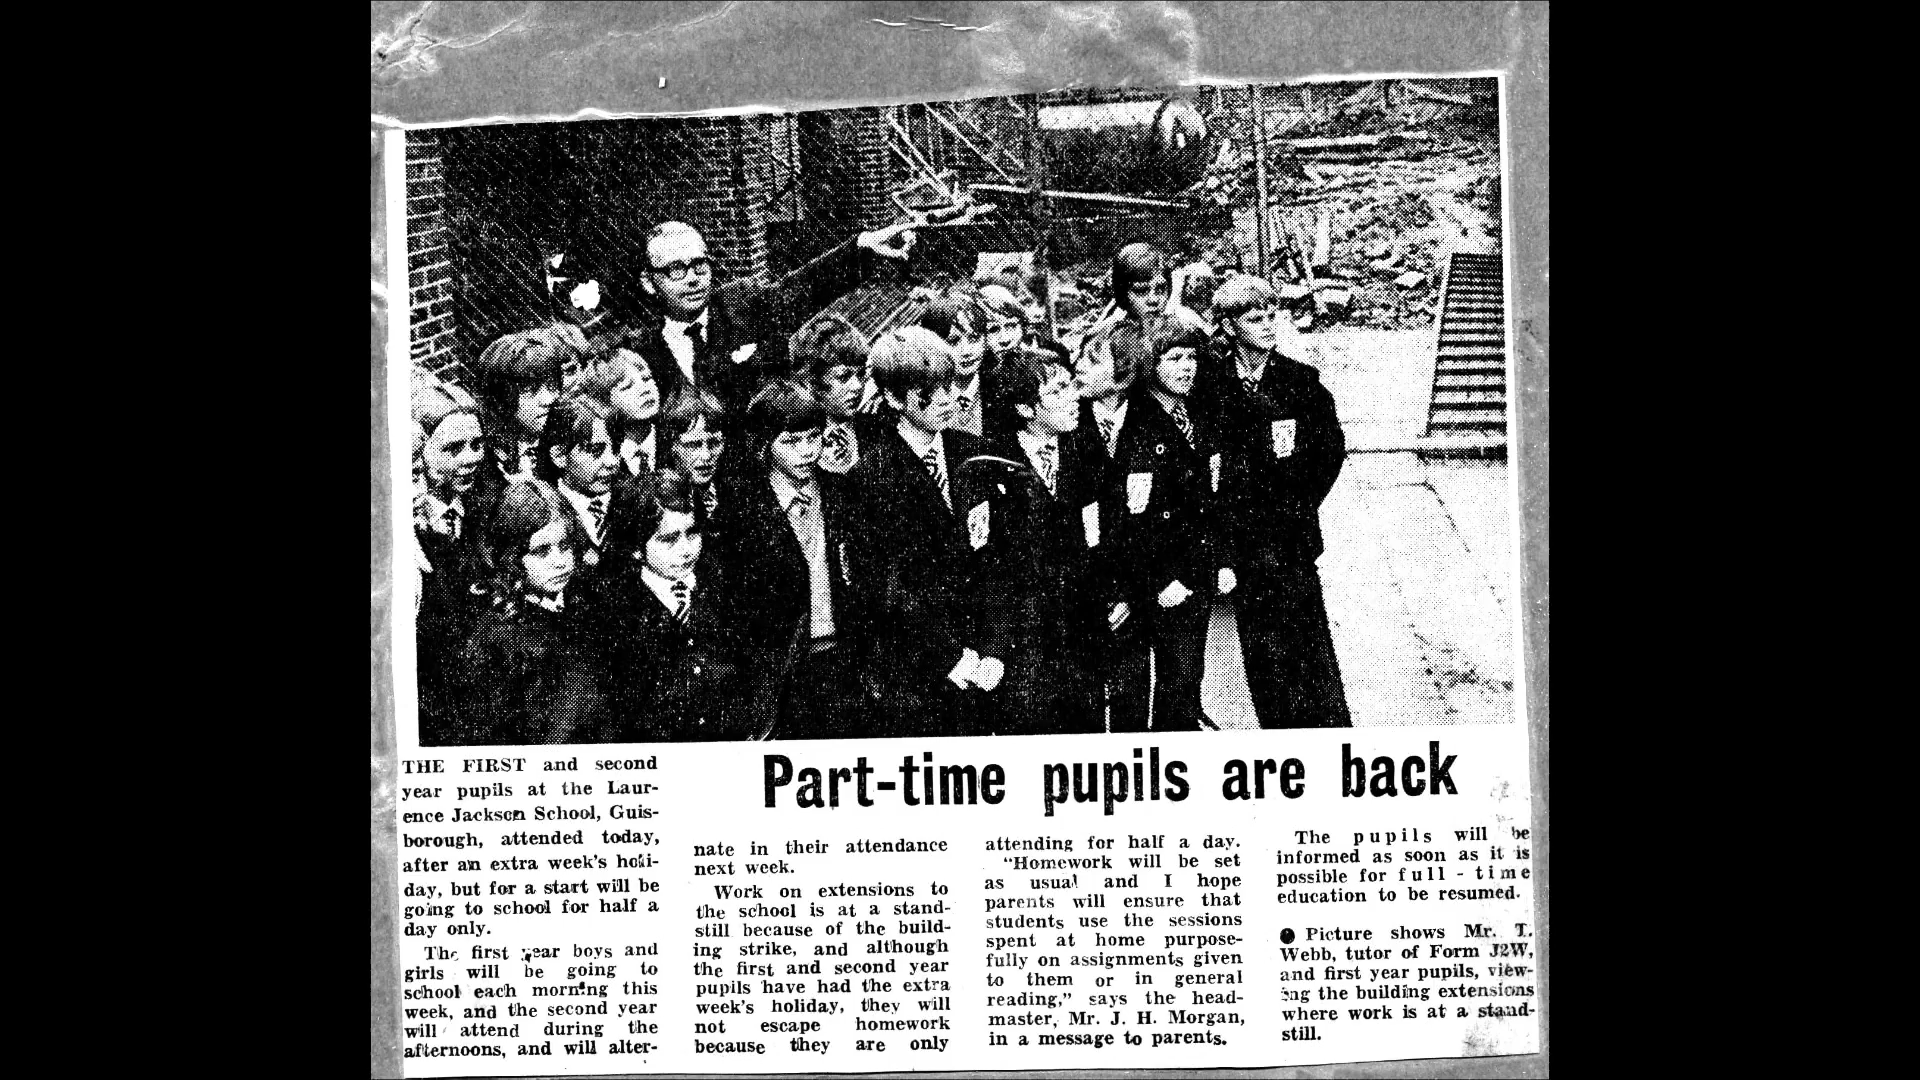 Part-time pupils are back
THE FIRST and second
year pupils at the Laur-
ence Jackson School, Guis-
borough, attended today,
after an extra week's holi-
day, but for a start will be
going to school for half a
day only.
The first year boys and
girls will be going to
school each morning this
week, and the second year
will attend during the
afternoons, and will alter-
nate in their attendance
next week.
Work on extensions to
the school is at a stand-
still because of the build-
ing strike, and although
the first and second year
pupils have had the extra
week's holiday, they will
not escape homework
because they are only
attending for half a day.
"Homework will be set
as usual and I hope
parents will ensure that
students use the sessions
spent at home purpose-
fully on assignments given
to them or in general
reading," says the head-
master, Mr. J. H. Morgan,
in a message to parents.
The pupils will be
informed as soon as it is
possible for full - time
education to be resumed.
● Picture shows Mr. T.
Webb, tutor of Form J2W,
and first year pupils, view-
ing the building extensions
where work is at a stand-
still.